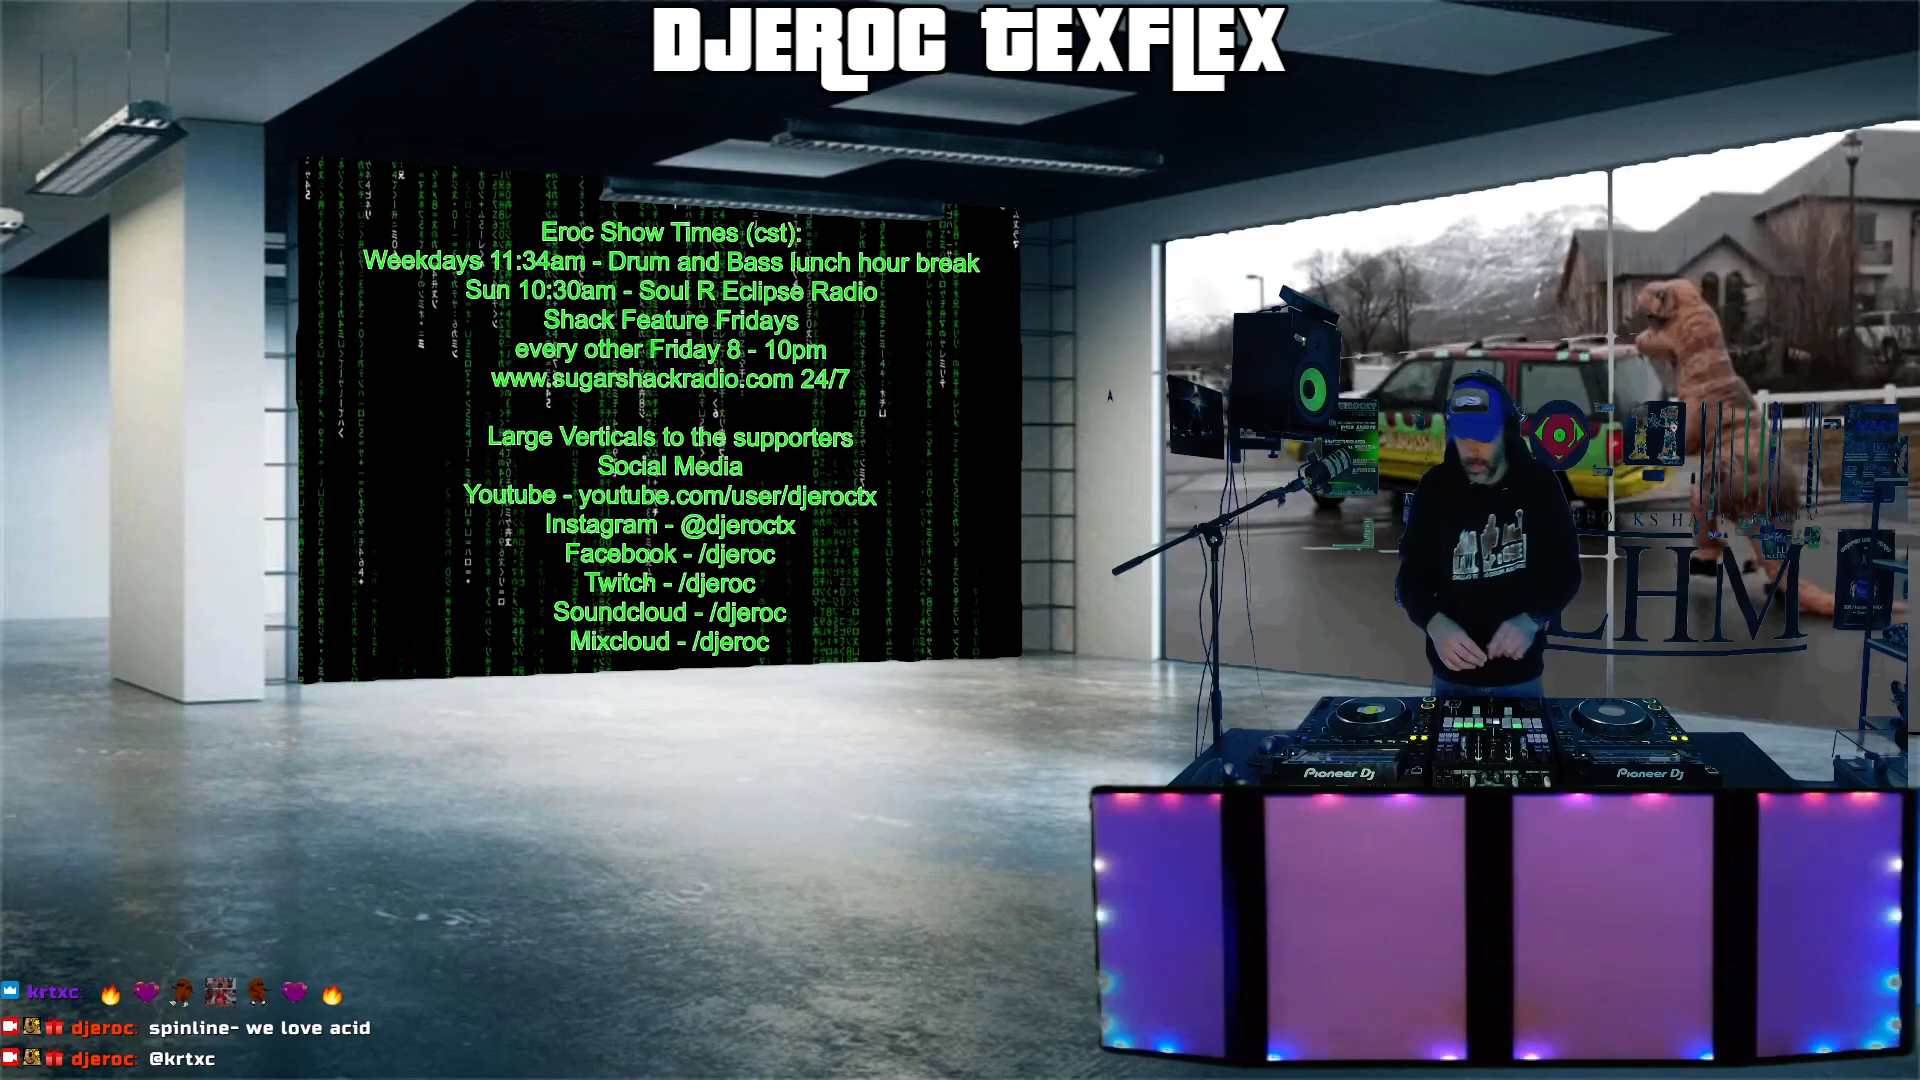 DJEROC TEXFLEX
Eroc Show Times (cst):
Weekdays 11:34am - Drum and Bass lunch hour break
Sun 10:30am - Soul R Eclipse Radio
Shack Feature Fridays
every other Friday 8 - 10pm
www.sugarshackradio.com 24/7
Large Verticals to the supporters
Social Media
Youtube - youtube.com/user/djeroctx
Instagram - @djeroctx
Facebook - /djeroc
Twitch - /djeroc
Soundcloud - /djeroc
Mixcloud - /djeroc
LHM
Pioneer Dj
Pioneer Dj
krtxc:
djeroc: spinline- we love acid
djeroc: @krtxc